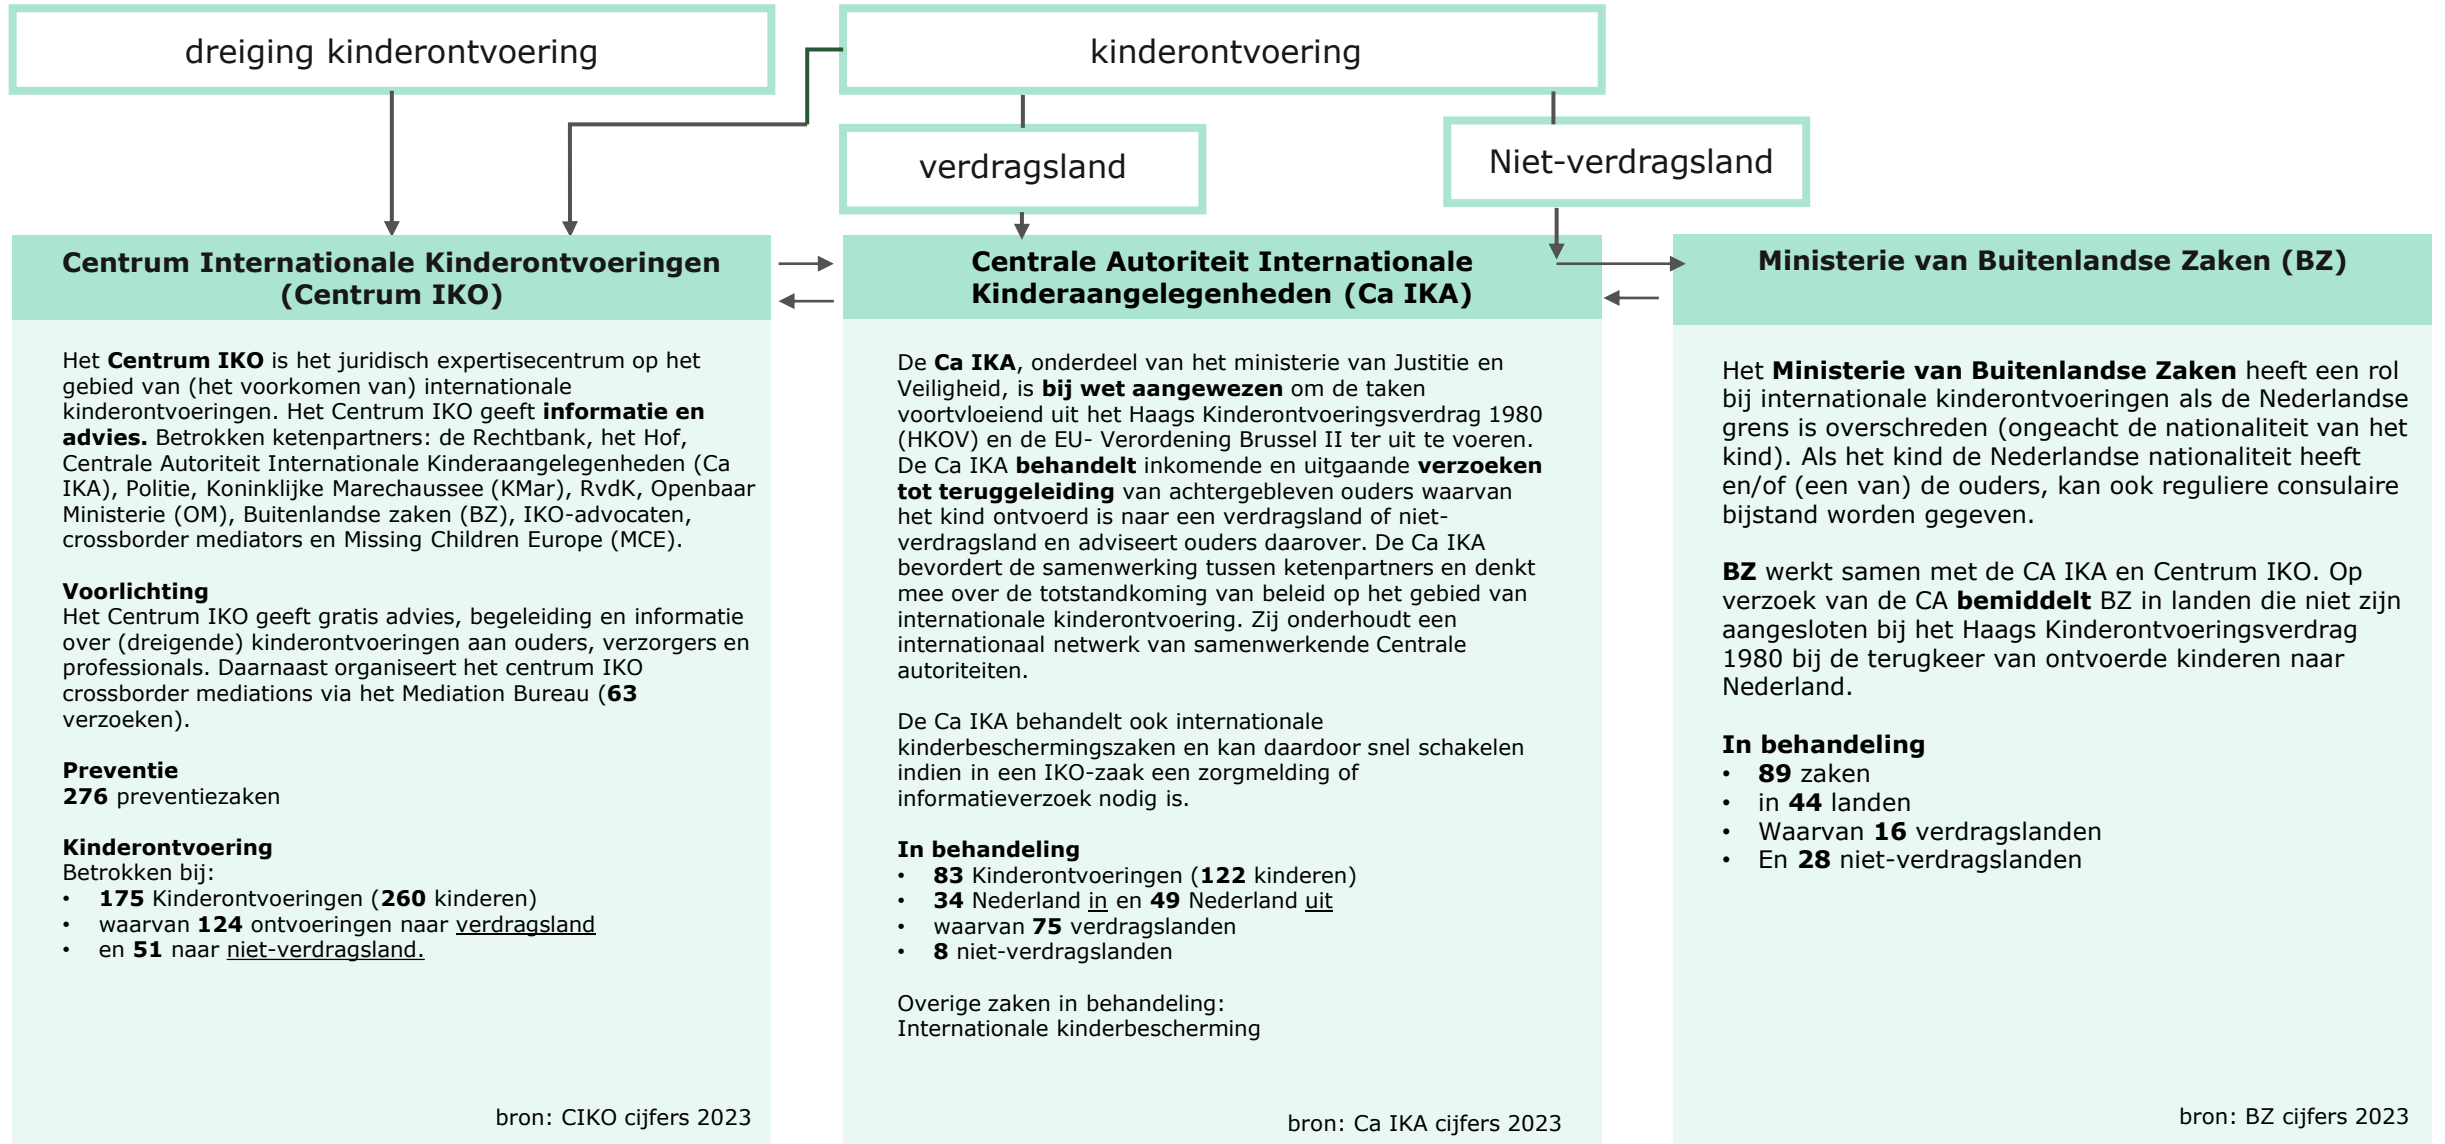 dreiging kinderontvoering
kinderontvoering
verdragsland
Niet-verdragsland
Centrum Internationale Kinderontvoeringen
(Centrum IKO)
Het Centrum IKO is het juridisch expertisecentrum op het
gebied van (het voorkomen van) internationale
kinderontvoeringen. Het Centrum IKO geeft informatie en
advies. Betrokken ketenpartners: de Rechtbank, het Hof,
Centrale Autoriteit Internationale Kinderaangelegenheden (Ca
IKA), Politie, Koninklijke Marechaussee (KMar), RvdK, Openbaar
Ministerie (OM), Buitenlandse zaken (BZ), IKO-advocaten,
crossborder mediators en Missing Children Europe (MCE).
Voorlichting
Het Centrum IKO geeft gratis advies, begeleiding en informatie
over (dreigende) kinderontvoeringen aan ouders, verzorgers en
professionals. Daarnaast organiseert het centrum IKO
crossborder mediations via het Mediation Bureau (63
verzoeken).
Preventie
276 preventiezaken
Kinderontvoering
Betrokken bij:
• 175 Kinderontvoeringen (260 kinderen)
• waarvan 124 ontvoeringen naar verdragsland
• en 51 naar niet-verdragsland.
bron: CIKO cijfers 2023
Centrale Autoriteit Internationale
Kinderaangelegenheden (Ca IKA)
De Ca IKA, onderdeel van het ministerie van Justitie en
Veiligheid, is bij wet aangewezen om de taken
voortvloeiend uit het Haags Kinderontvoeringsverdrag 1980
(HKOV) en de EU- Verordening Brussel II ter uit te voeren.
De Ca IKA behandelt inkomende en uitgaande verzoeken
tot teruggeleiding van achtergebleven ouders waarvan
het kind ontvoerd is naar een verdragsland of niet-
verdragsland en adviseert ouders daarover. De Ca IKA
bevordert de samenwerking tussen ketenpartners en denkt
mee over de totstandkoming van beleid op het gebied van
internationale kinderontvoering. Zij onderhoudt een
internationaal netwerk van samenwerkende Centrale
autoriteiten.
De Ca IKA behandelt ook internationale
kinderbeschermingszaken en kan daardoor snel schakelen
indien in een IKO-zaak een zorgmelding of
informatieverzoek nodig is.
In behandeling
• 83 Kinderontvoeringen (122 kinderen)
• 34 Nederland in en 49 Nederland uit
• waarvan 75 verdragslanden
• 8 niet-verdragslanden
Overige zaken in behandeling:
Internationale kinderbescherming
bron: Ca IKA cijfers 2023
Ministerie van Buitenlandse Zaken (BZ)
Het Ministerie van Buitenlandse Zaken heeft een rol
bij internationale kinderontvoeringen als de Nederlandse
grens is overschreden (ongeacht de nationaliteit van het
kind). Als het kind de Nederlandse nationaliteit heeft
en/of (een van) de ouders, kan ook reguliere consulaire
bijstand worden gegeven.
BZ werkt samen met de CA IKA en Centrum IKO. Op
verzoek van de CA bemiddelt BZ in landen die niet zijn
aangesloten bij het Haags Kinderontvoeringsverdrag
1980 bij de terugkeer van ontvoerde kinderen naar
Nederland.
In behandeling
• 89 zaken
• in 44 landen
• Waarvan 16 verdragslanden
• En 28 niet-verdragslanden
bron: BZ cijfers 2023